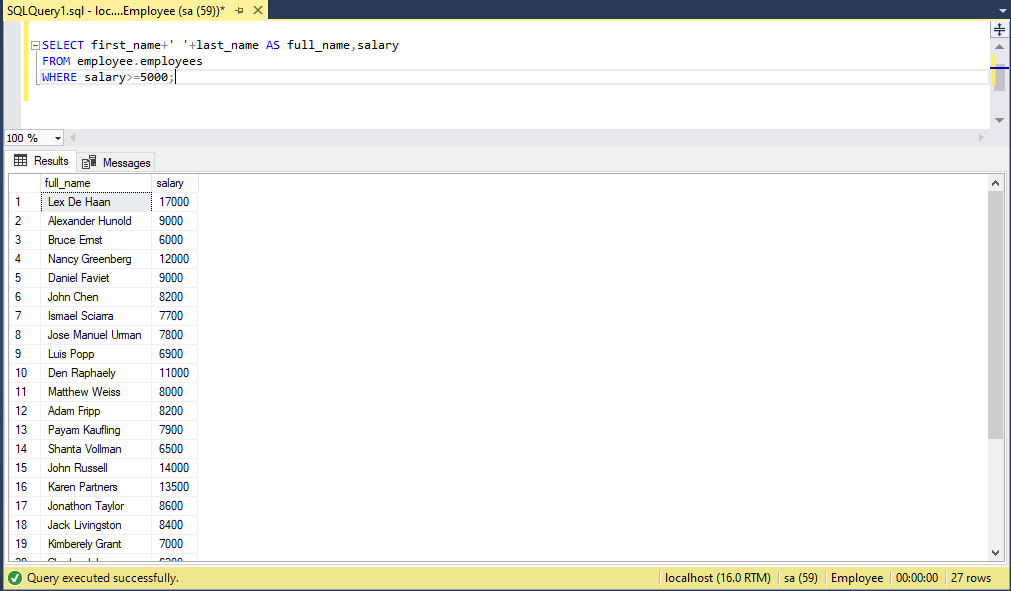 SQLQuery1.sql - loc....Employee (sa (59))*
SELECT first_name+' '+last_name AS full_name,salary
FROM employee.employees
WHERE salary>=5000;
100 %
Results Messages
full_name salary
1 Lex De Haan 17000
2 Alexander Hunold 9000
3 Bruce Ernst 6000
4 Nancy Greenberg 12000
5 Daniel Faviet 9000
6 John Chen 8200
7 Ismael Sciarra 7700
8 Jose Manuel Urman 7800
9 Luis Popp 6900
10 Den Raphaely 11000
11 Matthew Weiss 8000
12 Adam Fripp 8200
13 Payam Kaufling 7900
14 Shanta Vollman 6500
15 John Russell 14000
16 Karen Partners 13500
17 Jonathon Taylor 8600
18 Jack Livingston 8400
19 Kimberely Grant 7000
Query executed successfully. localhost (16.0 RTM) sa (59) Employee 00:00:00 27 rows